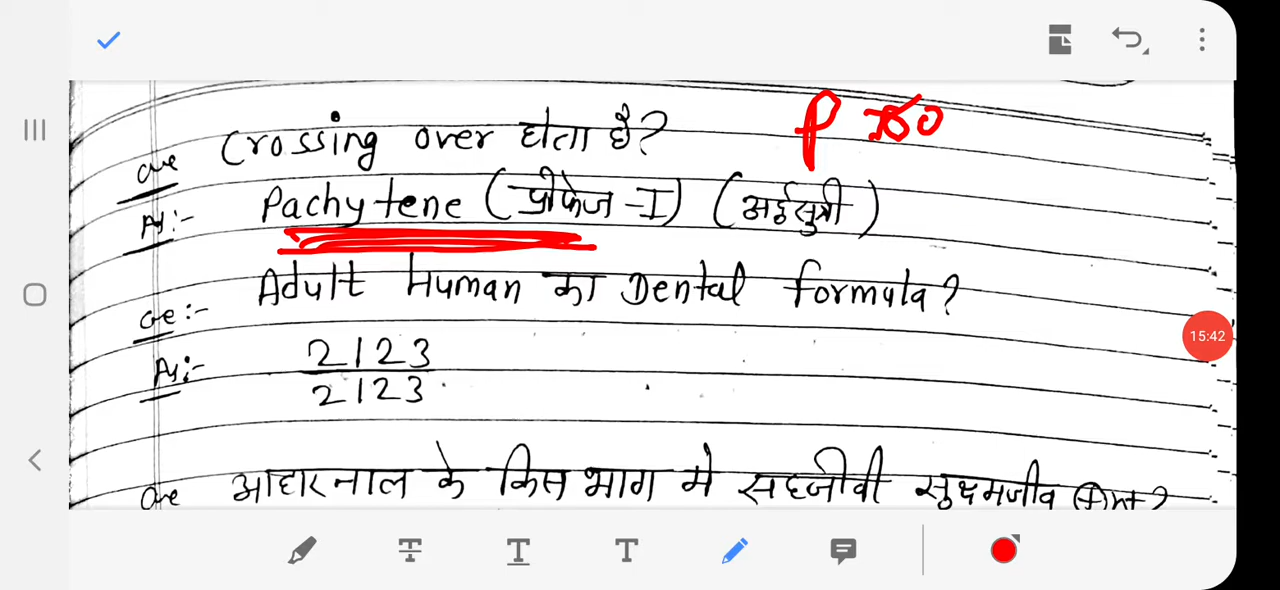 Que Crossing over होता है?
Ans:- Pachytene (प्रोफेज -I) (अर्द्धसूत्री)
Que:- Adult Human का Dental formula?
Ans:- 2123
2123
Que आहारनाल के किस भाग मे सहजीवी सुक्ष्मजीव
15:42
T T T